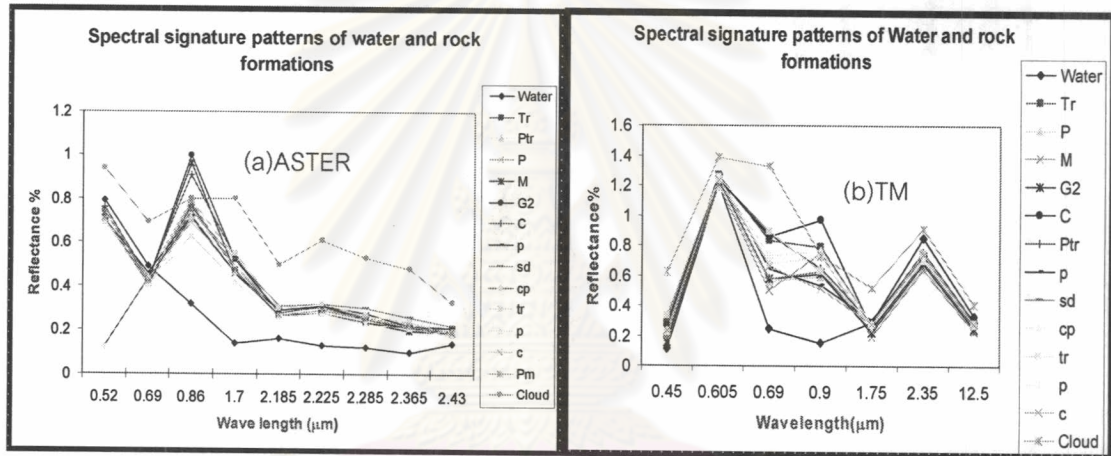 Spectral signature patterns of water and rock
formations
(a)ASTER
Reflectance %
1.2
1
0.8
0.6
0.4
0.2
0
0.52 0.69 0.86 1.7 2.185 2.225 2.285 2.365 2.43
Wave length (μm)
Water
Tr
Ptr
P
M
G2
C
p
sd
cp
tr
p
c
Pm
Cloud
Spectral signature patterns of Water and rock
formations
(b)TM
Reflectance%
1.6
1.4
1.2
1
0.8
0.6
0.4
0.2
0
0.45 0.605 0.69 0.9 1.75 2.35 12.5
Wavelength(μm)
Water
Tr
P
M
G2
C
Ptr
p
sd
cp
tr
p
c
Cloud